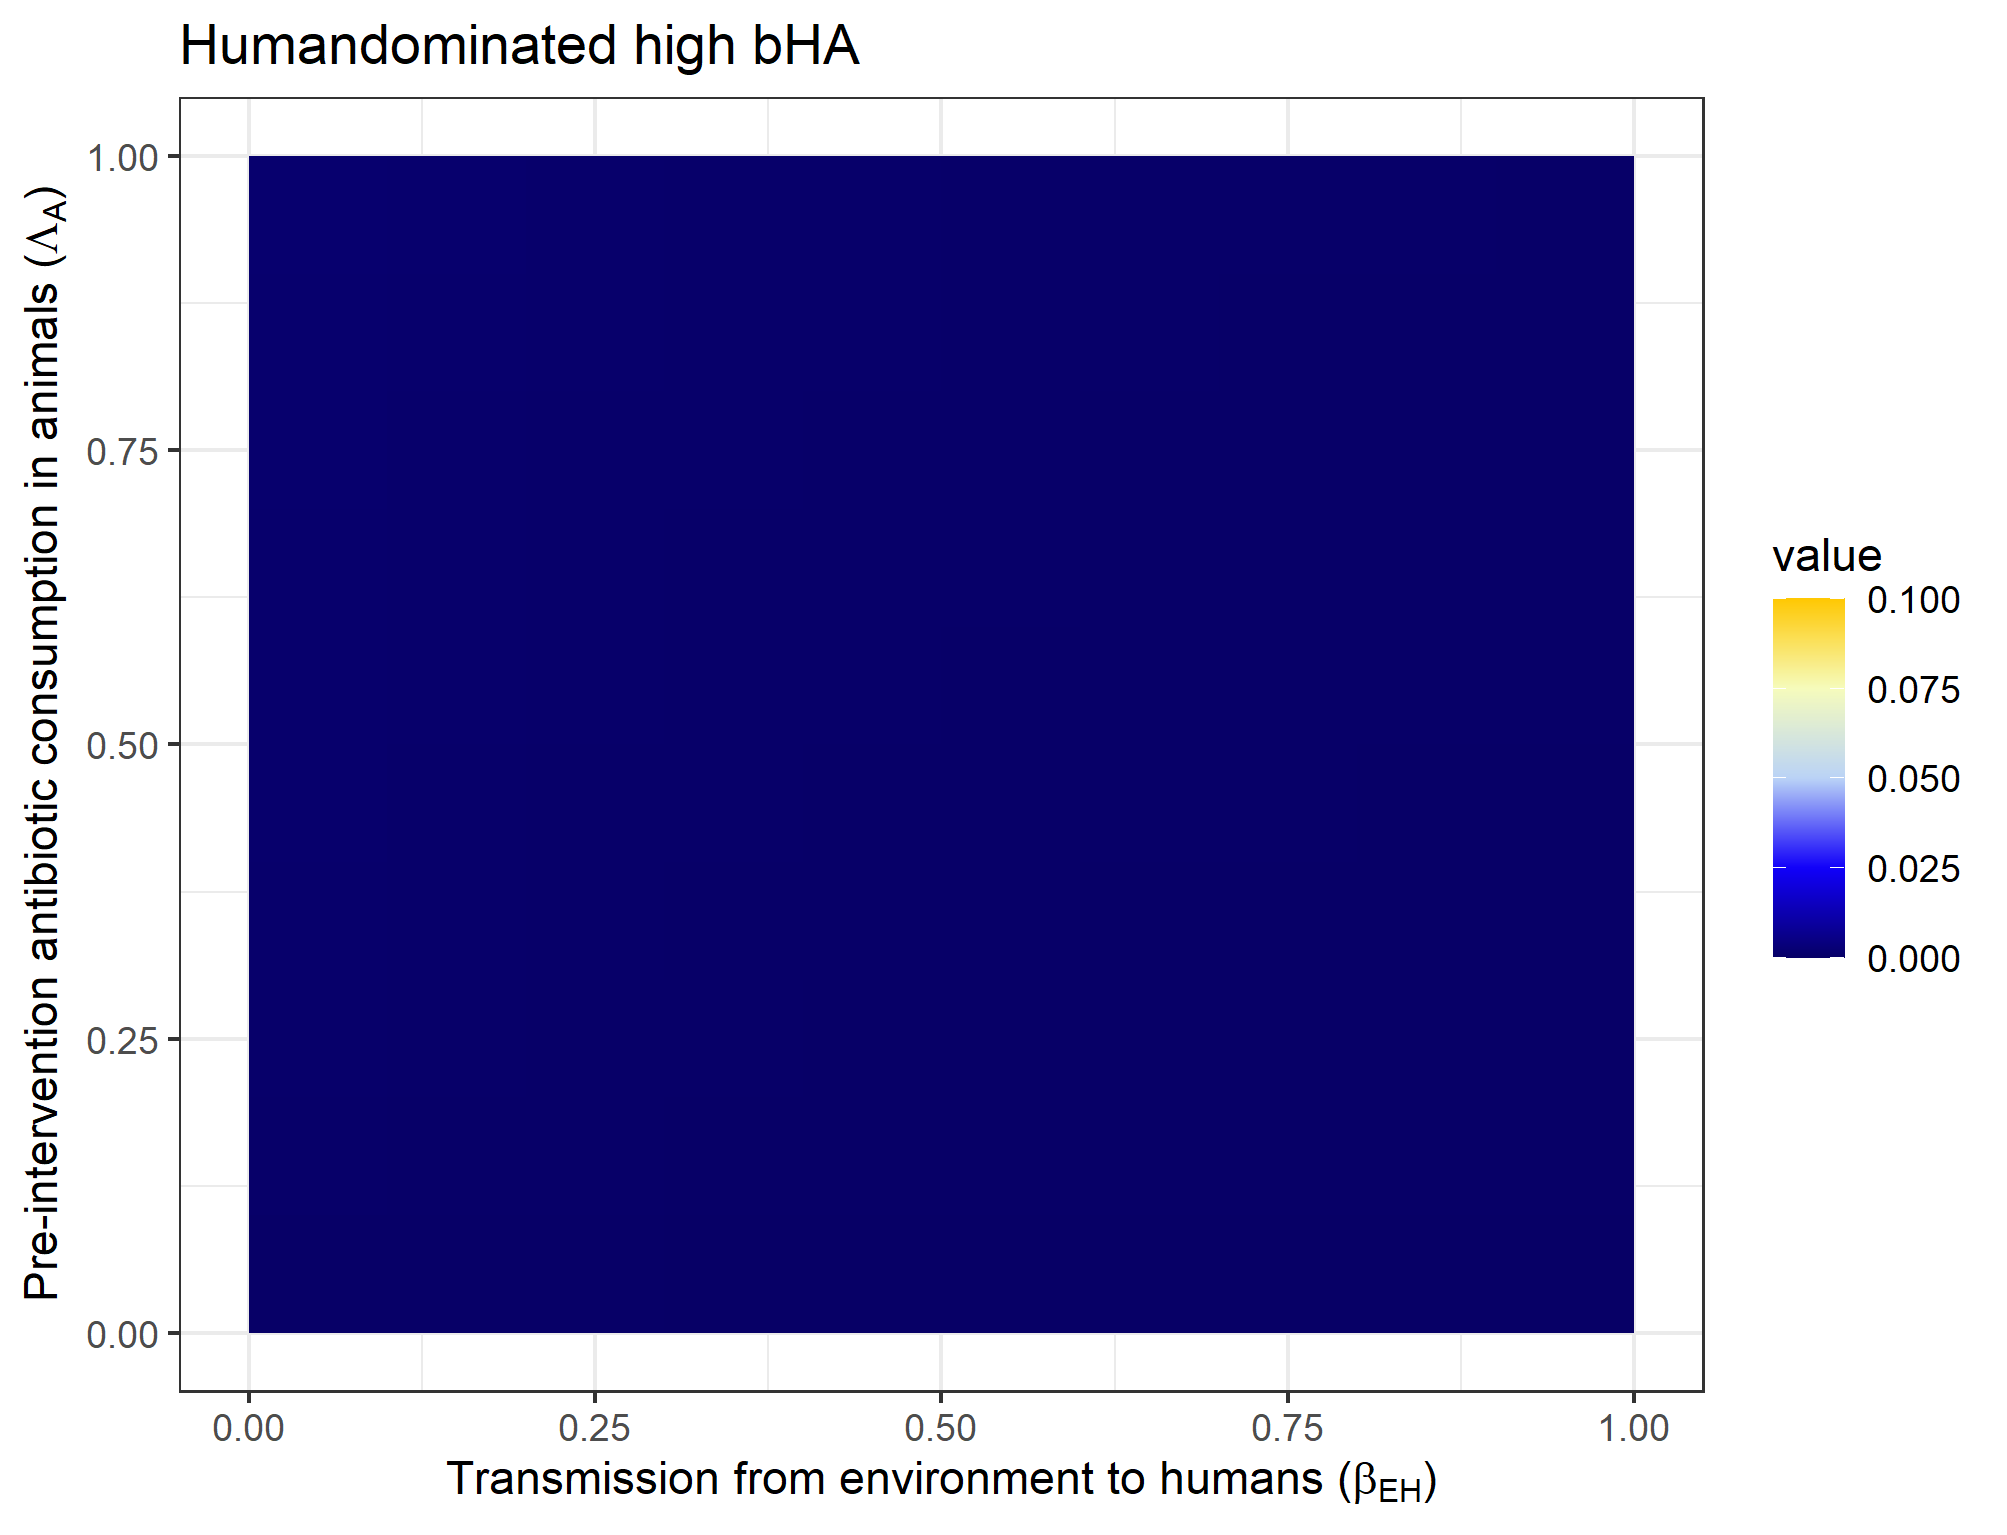 Humandominated high bHA
Pre-intervention antibiotic consumption in animals (Λ_A)
1.00
0.75
0.50
0.25
0.00
0.00 0.25 0.50 0.75 1.00
Transmission from environment to humans (β_EH)
value
0.100
0.075
0.050
0.025
0.000